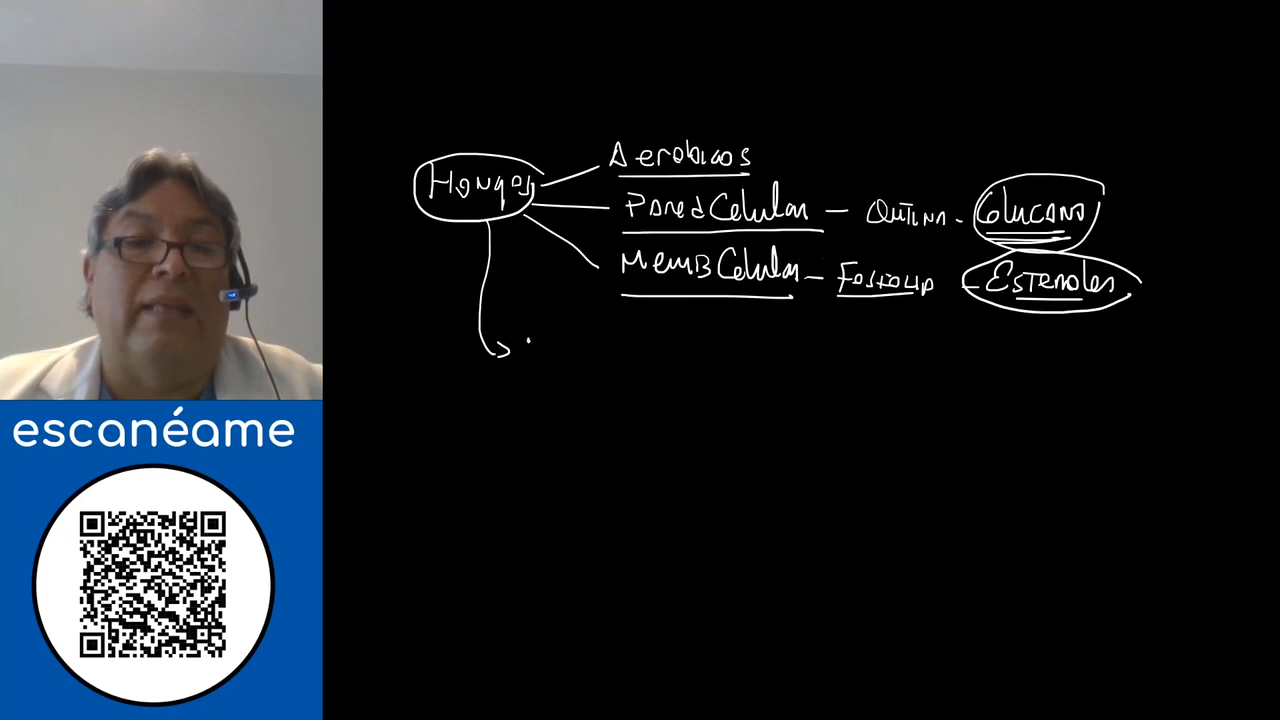 Hongos
Aerobicos
Pared Celular - Quitina - Glucano
Memb Celular - Fosfolip - Esteroles
escanéame